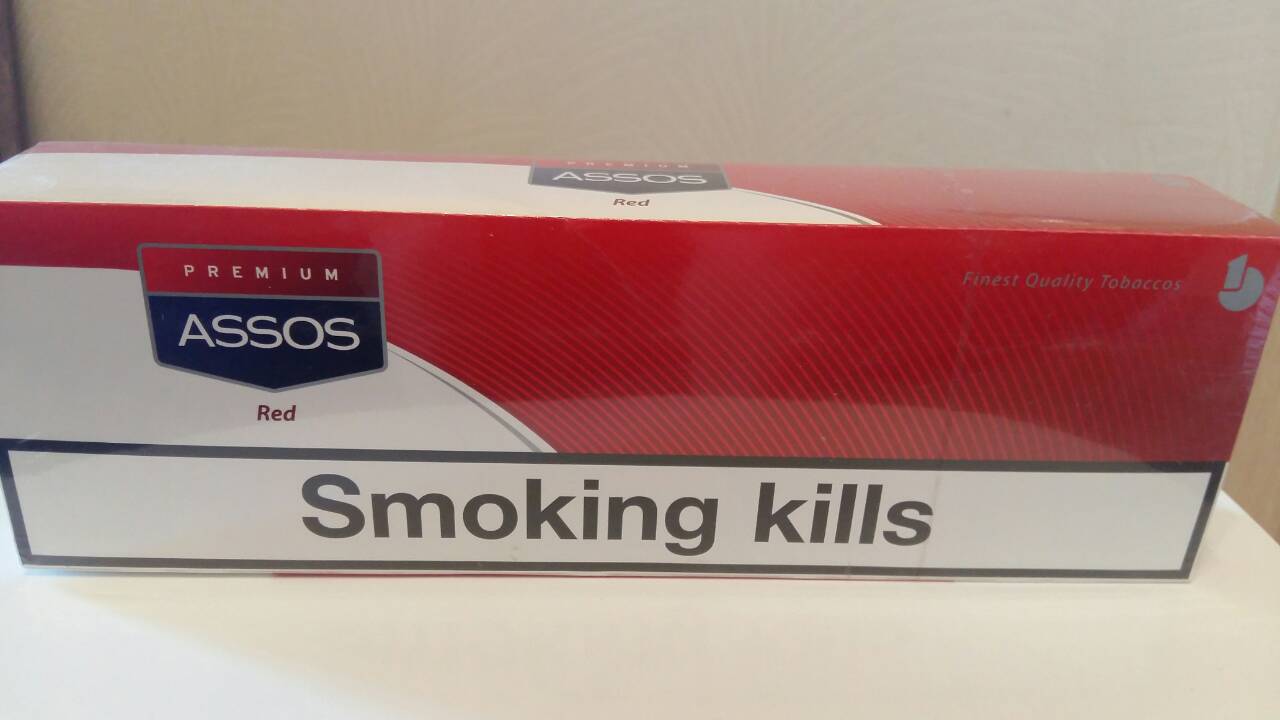 PREMIUM
ASSOS
Red
PREMIUM
ASSOS
Red
Finest Quality Tobaccos
Smoking kills